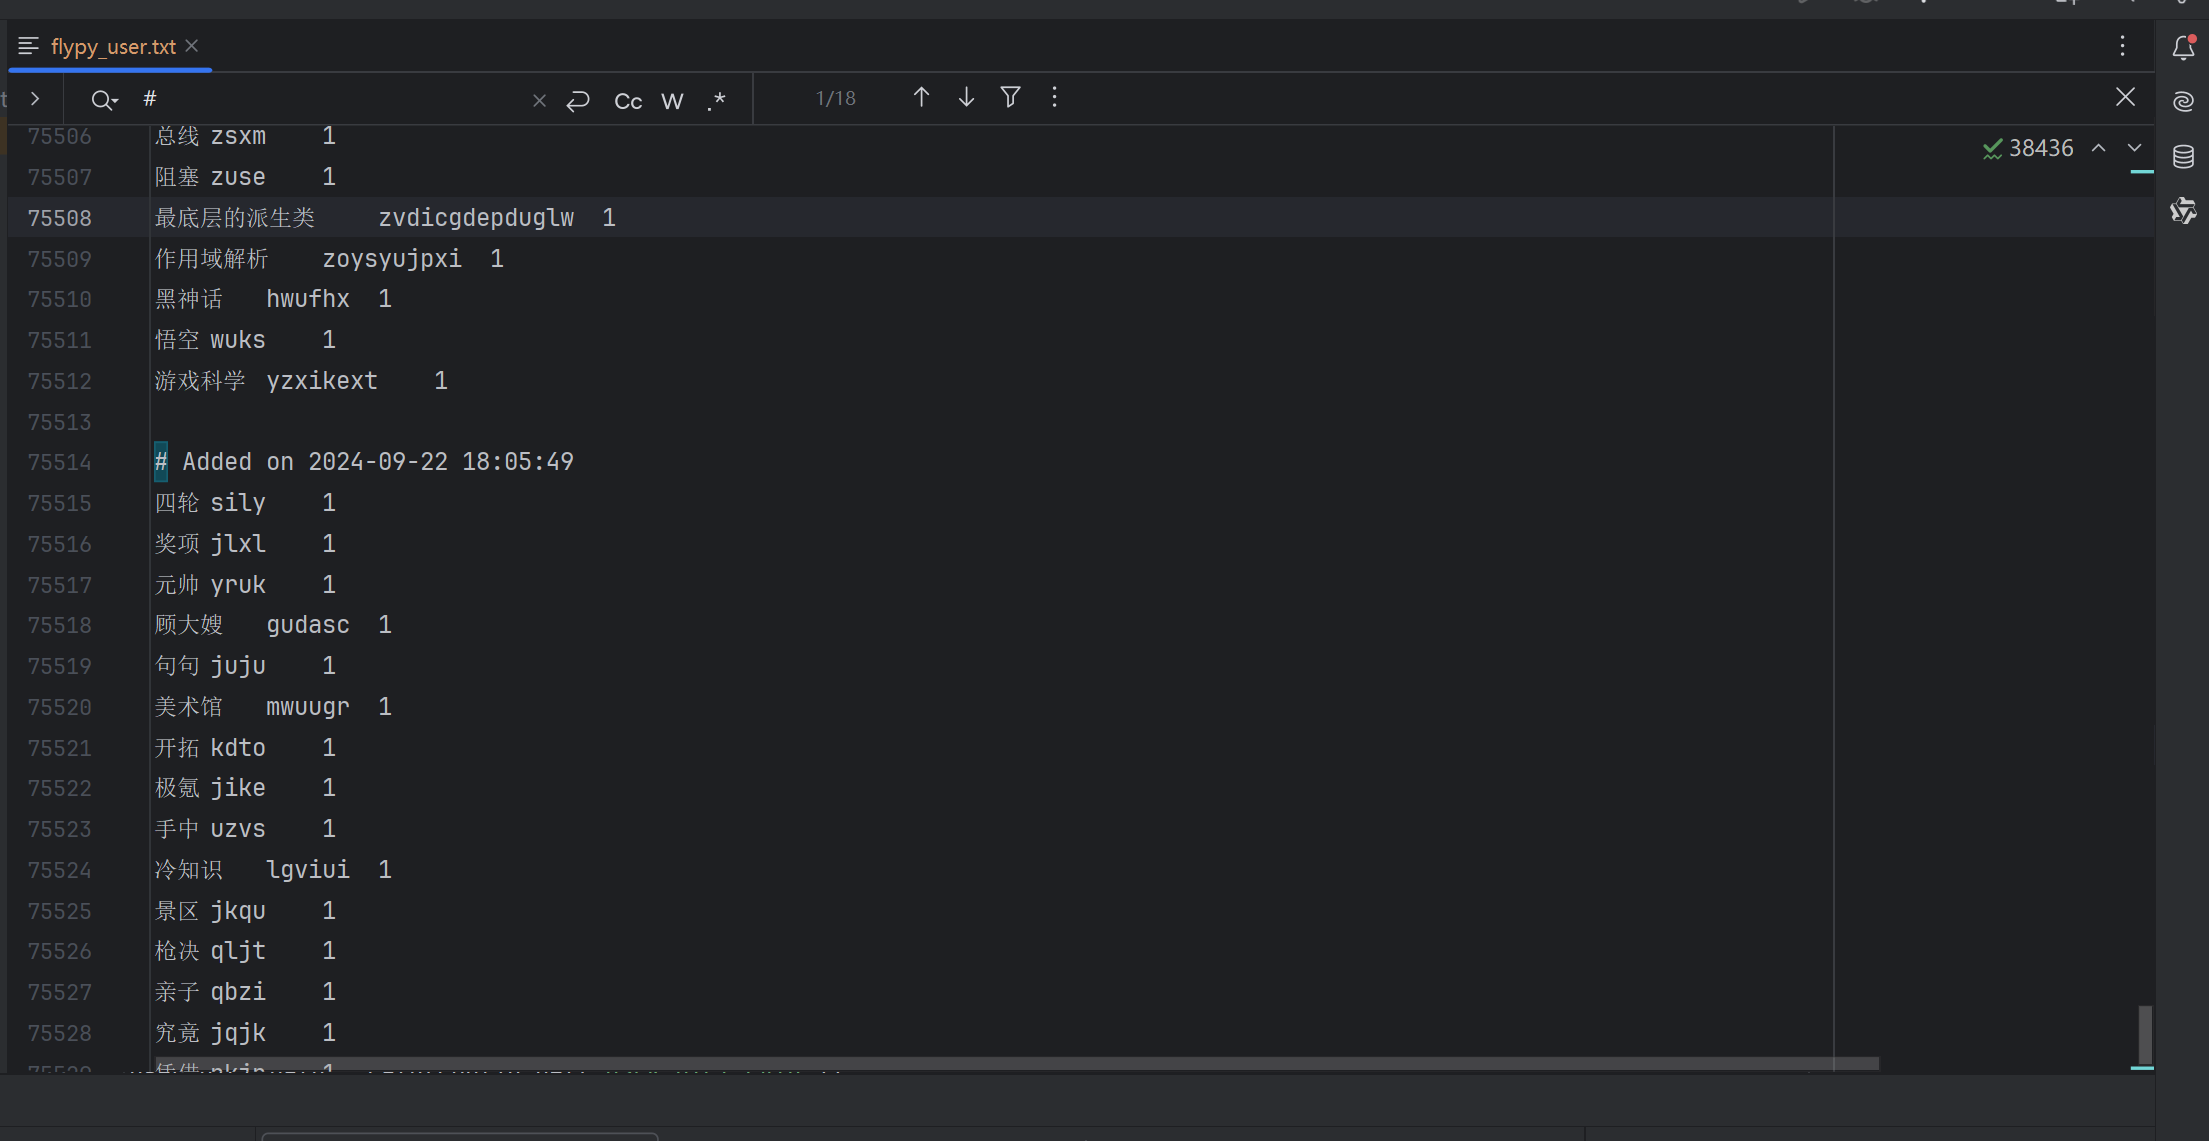 flypy_user.txt
# Cc W .* 1/18
38436
75506 总线 zsxm 1
75507 阻塞 zuse 1
75508 最底层的派生类 zvdicgdepduglw 1
75509 作用域解析 zoysyujpxi 1
75510 黑神话 hwufhx 1
75511 悟空 wuks 1
75512 游戏科学 yzxikext 1
75513
75514 # Added on 2024-09-22 18:05:49
75515 四轮 sily 1
75516 奖项 jlxl 1
75517 元帅 yruk 1
75518 顾大嫂 gudasc 1
75519 句句 juju 1
75520 美术馆 mwuugr 1
75521 开拓 kdto 1
75522 极氪 jike 1
75523 手中 uzvs 1
75524 冷知识 lgviui 1
75525 景区 jkqu 1
75526 枪决 qljt 1
75527 亲子 qbzi 1
75528 究竟 jqjk 1